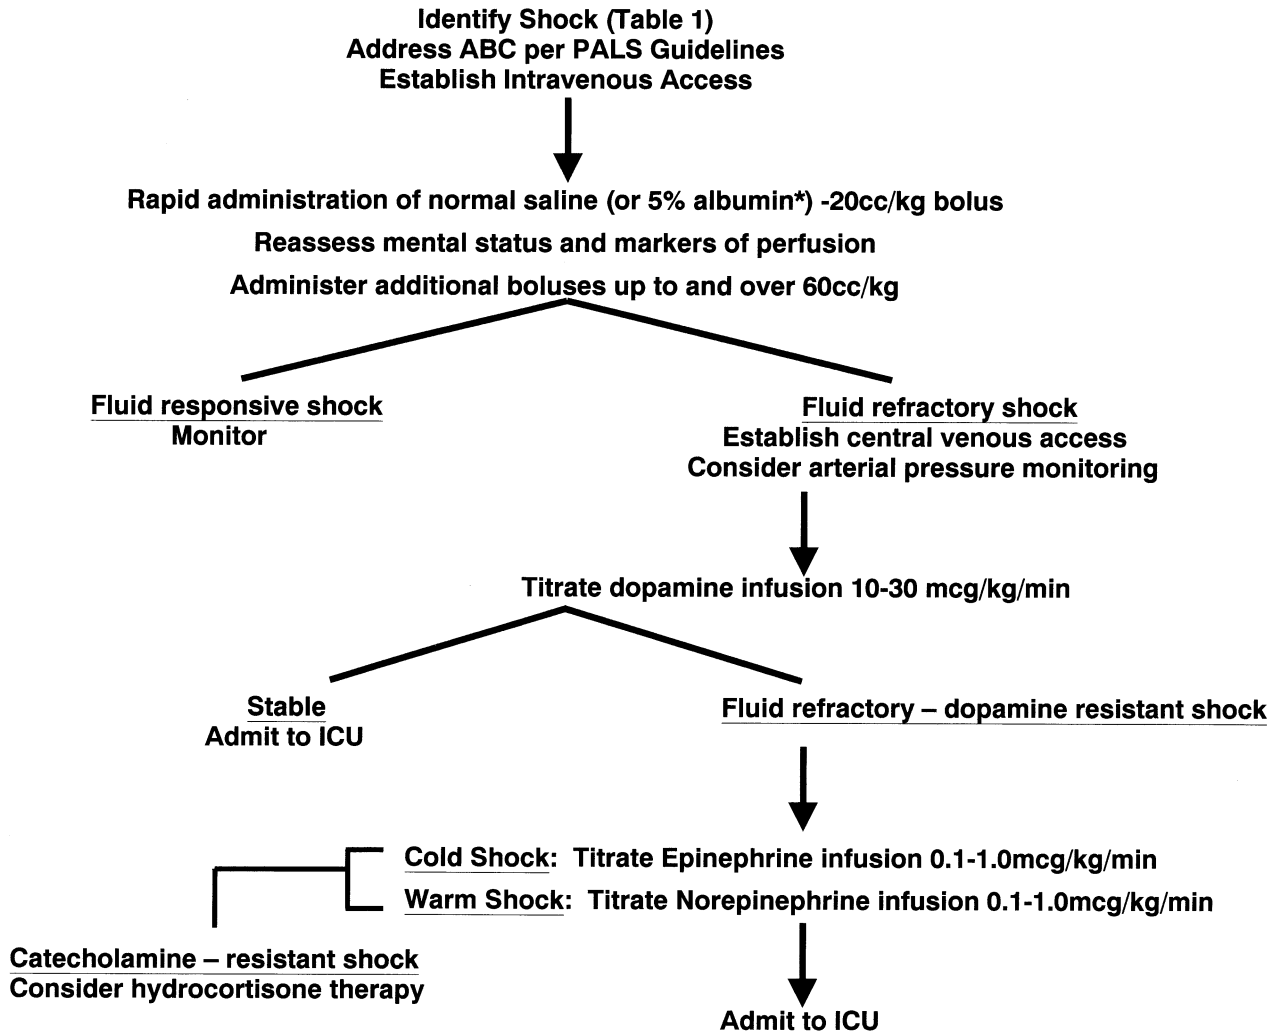 Identify Shock (Table 1)
Address ABC per PALS Guidelines
Establish Intravenous Access
Rapid administration of normal saline (or 5% albumin*) -20cc/kg bolus
Reassess mental status and markers of perfusion
Administer additional boluses up to and over 60cc/kg
Fluid responsive shock
Monitor
Fluid refractory shock
Establish central venous access
Consider arterial pressure monitoring
Titrate dopamine infusion 10-30 mcg/kg/min
Stable
Admit to ICU
Fluid refractory – dopamine resistant shock
Cold Shock: Titrate Epinephrine infusion 0.1-1.0mcg/kg/min
Warm Shock: Titrate Norepinephrine infusion 0.1-1.0mcg/kg/min
Catecholamine – resistant shock
Consider hydrocortisone therapy
Admit to ICU